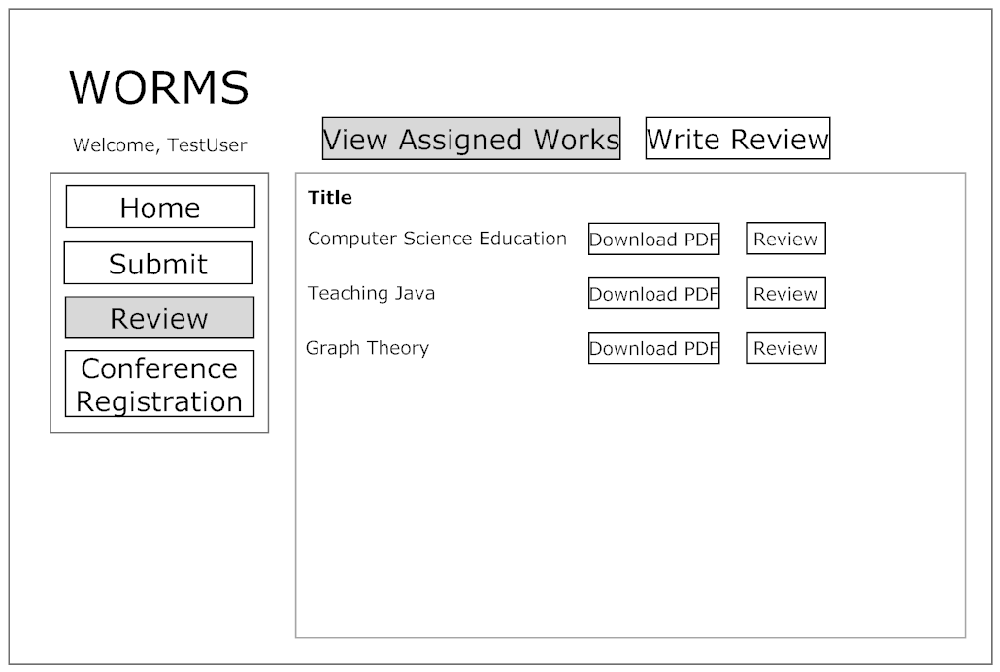 WORMS
Welcome, TestUser
View Assigned Works
Write Review
Home
Submit
Review
Conference
Registration
Title
Computer Science Education Download PDF Review
Teaching Java Download PDF Review
Graph Theory Download PDF Review